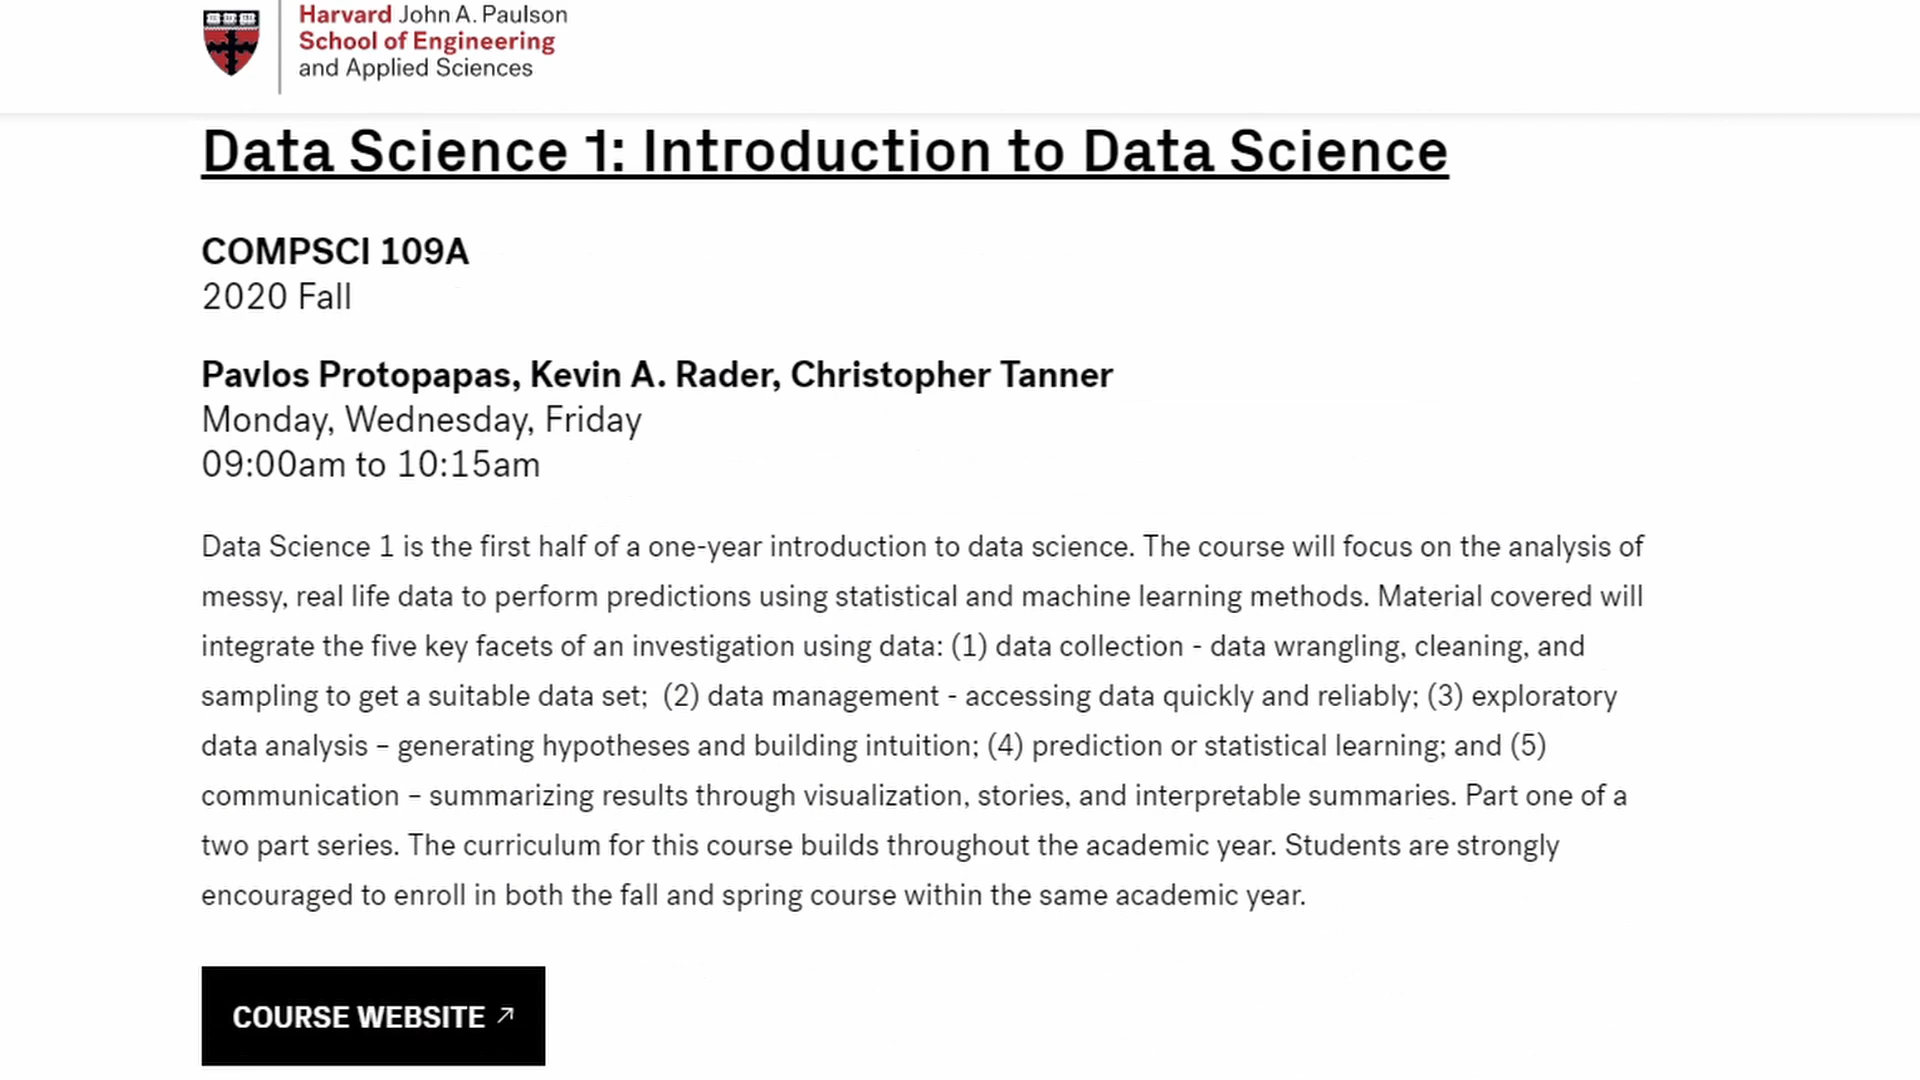 Harvard John A. Paulson
School of Engineering
and Applied Sciences
Data Science 1: Introduction to Data Science
COMPSCI 109A
2020 Fall
Pavlos Protopapas, Kevin A. Rader, Christopher Tanner
Monday, Wednesday, Friday
09:00am to 10:15am
Data Science 1 is the first half of a one-year introduction to data science. The course will focus on the analysis of
messy, real life data to perform predictions using statistical and machine learning methods. Material covered will
integrate the five key facets of an investigation using data: (1) data collection - data wrangling, cleaning, and
sampling to get a suitable data set;  (2) data management - accessing data quickly and reliably; (3) exploratory
data analysis – generating hypotheses and building intuition; (4) prediction or statistical learning; and (5)
communication – summarizing results through visualization, stories, and interpretable summaries. Part one of a
two part series. The curriculum for this course builds throughout the academic year. Students are strongly
encouraged to enroll in both the fall and spring course within the same academic year.
COURSE WEBSITE ↗